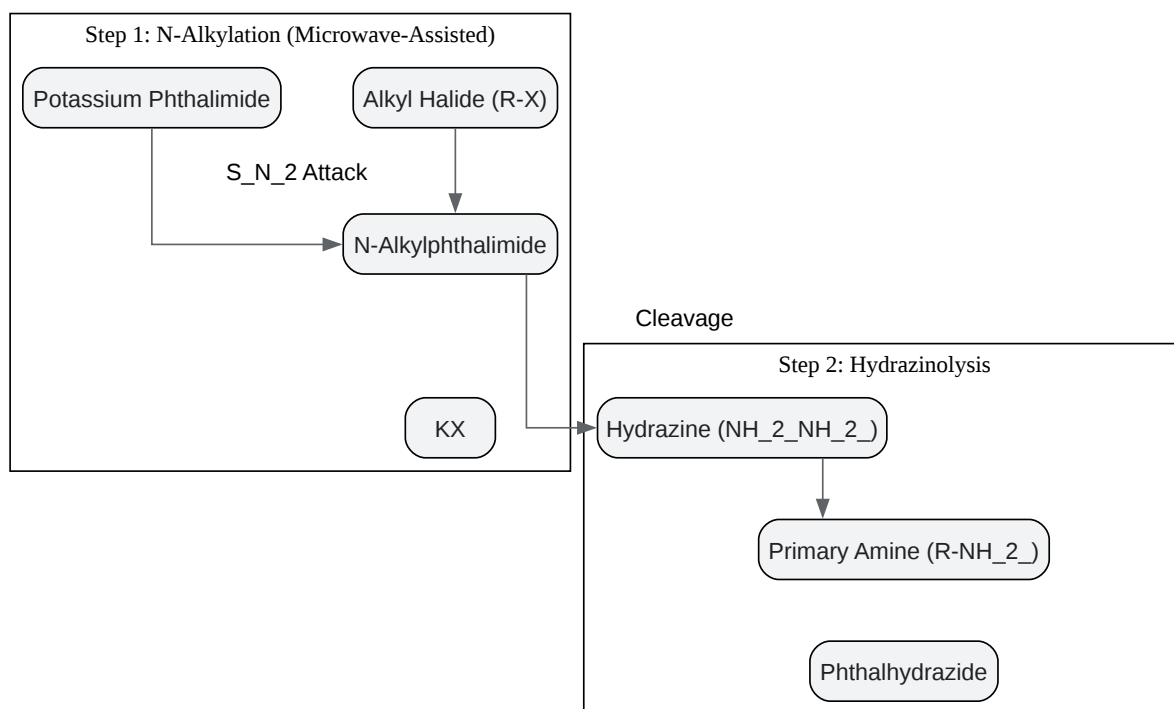 Step 1: N-Alkylation (Microwave-Assisted)
Potassium Phthalimide
Alkyl Halide (R-X)
S_N_2 Attack
N-Alkylphthalimide
KX
Cleavage
Step 2: Hydrazinolysis
Hydrazine (NH_2_NH_2_)
Primary Amine (R-NH_2_)
Phthalhydrazide